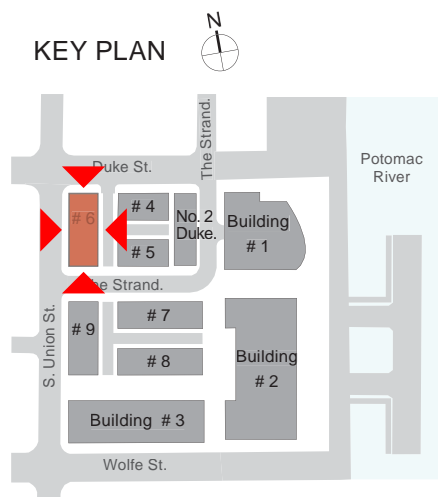 N
KEY PLAN
The Strand.
Duke St.
Potomac
River
# 6
# 4
No. 2
Duke.
Building
# 1
# 5
The Strand.
S. Union St.
# 9
# 7
# 8
Building
# 2
Building # 3
Wolfe St.